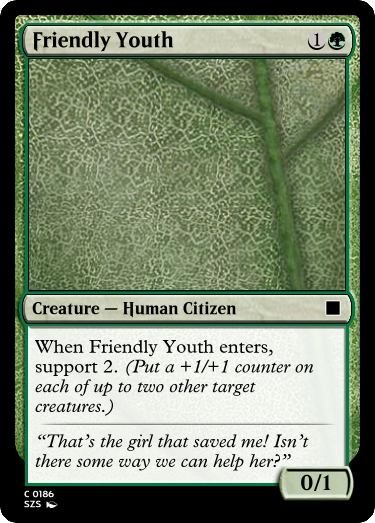 Friendly Youth 1
Creature — Human Citizen
When Friendly Youth enters,
support 2. (Put a +1/+1 counter on
each of up to two other target
creatures.)
“That's the girl that saved me! Isn't
there some way we can help her?”
0/1
C 0186
SZS